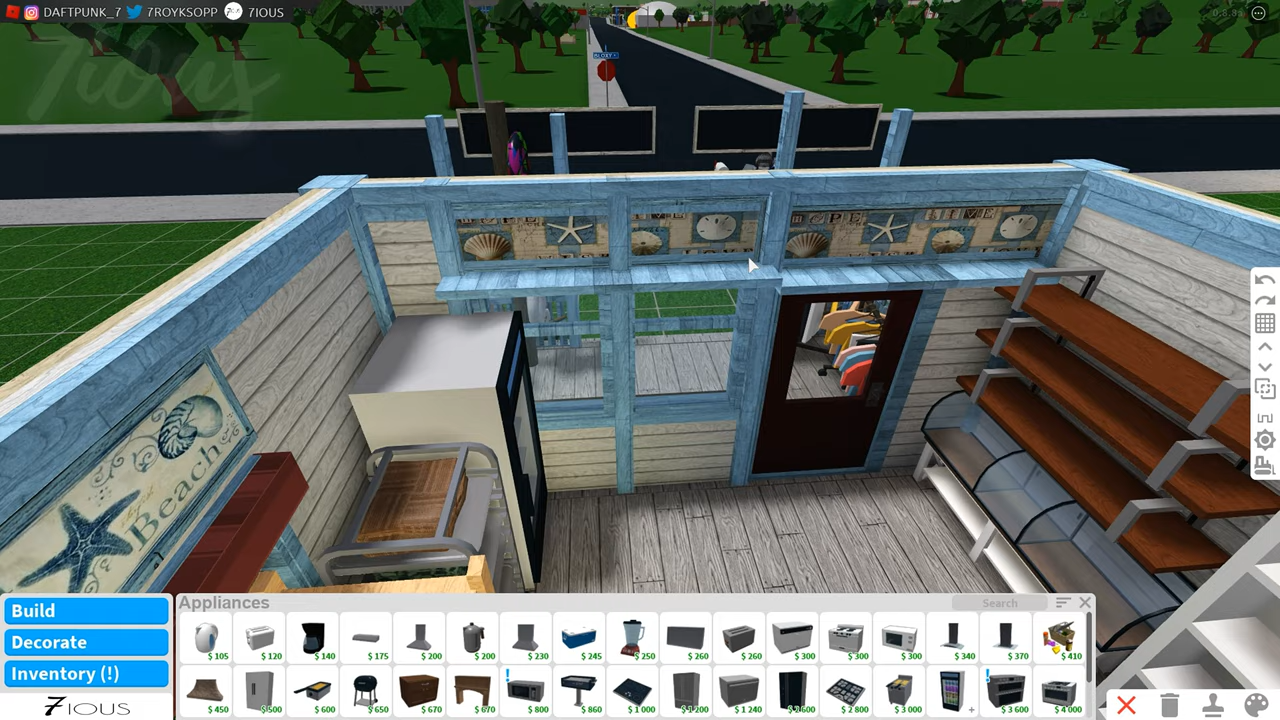 DAFTPUNK_7 7ROYKSOPP 7IOUS
7ious
Beach
Build
Decorate
Inventory (!)
7IOUS
Appliances
Search
$ 105 $ 120 $ 140 $ 175 $ 200 $ 200 $ 230 $ 245 $ 250 $ 260 $ 260 $ 300 $ 300 $ 300 $ 340 $ 370 $ 410
$ 450 $ 500 $ 600 $ 650 $ 670 $ 670 $ 800 $ 860 $ 1 000 $ 1 200 $ 1 240 $ 2 800 $ 3 000 $ 3 600 $ 4 000